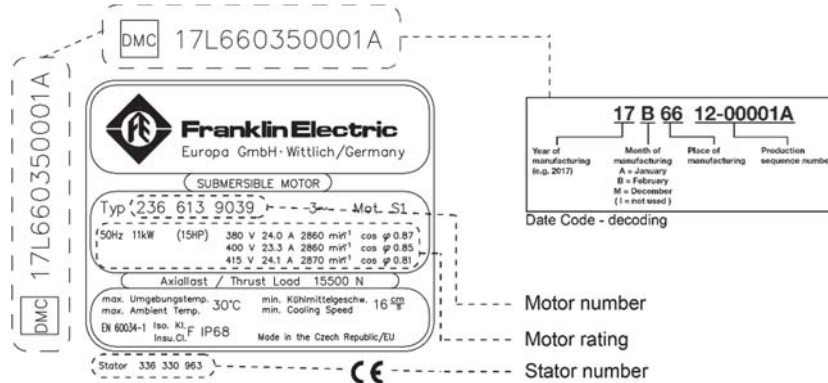 DMC 17L660350001A
DMC 17L660350001A
FE
Franklin Electric
Europa GmbH·Wittlich/Germany
SUBMERSIBLE MOTOR
Typ 236 613 9039 3~ Mot. S1
50Hz 11kW (15HP) 380 V 24.0 A 2860 min⁻¹ cos φ 0.87
400 V 23.3 A 2860 min⁻¹ cos φ 0.85
415 V 24.1 A 2870 min⁻¹ cos φ 0.81
Axiallast / Thrust Load 15500 N
max. Umgebungstemp. 30°C min. Kühlmittelgeschw. 16 cm/s
max. Ambient Temp. min. Cooling Speed
EN 60034-1 Iso. Kl. F IP68 Made in the Czech Republic/EU
Insu.Cl.
Stator 336 330 963
CE
17 B 66 12-00001A
Year of manufacturing (e.g. 2017)
Month of manufacturing
A = January
B = February
M = December
( I = not used )
Place of manufacturing
Production sequence number
Date Code - decoding
Motor number
Motor rating
Stator number